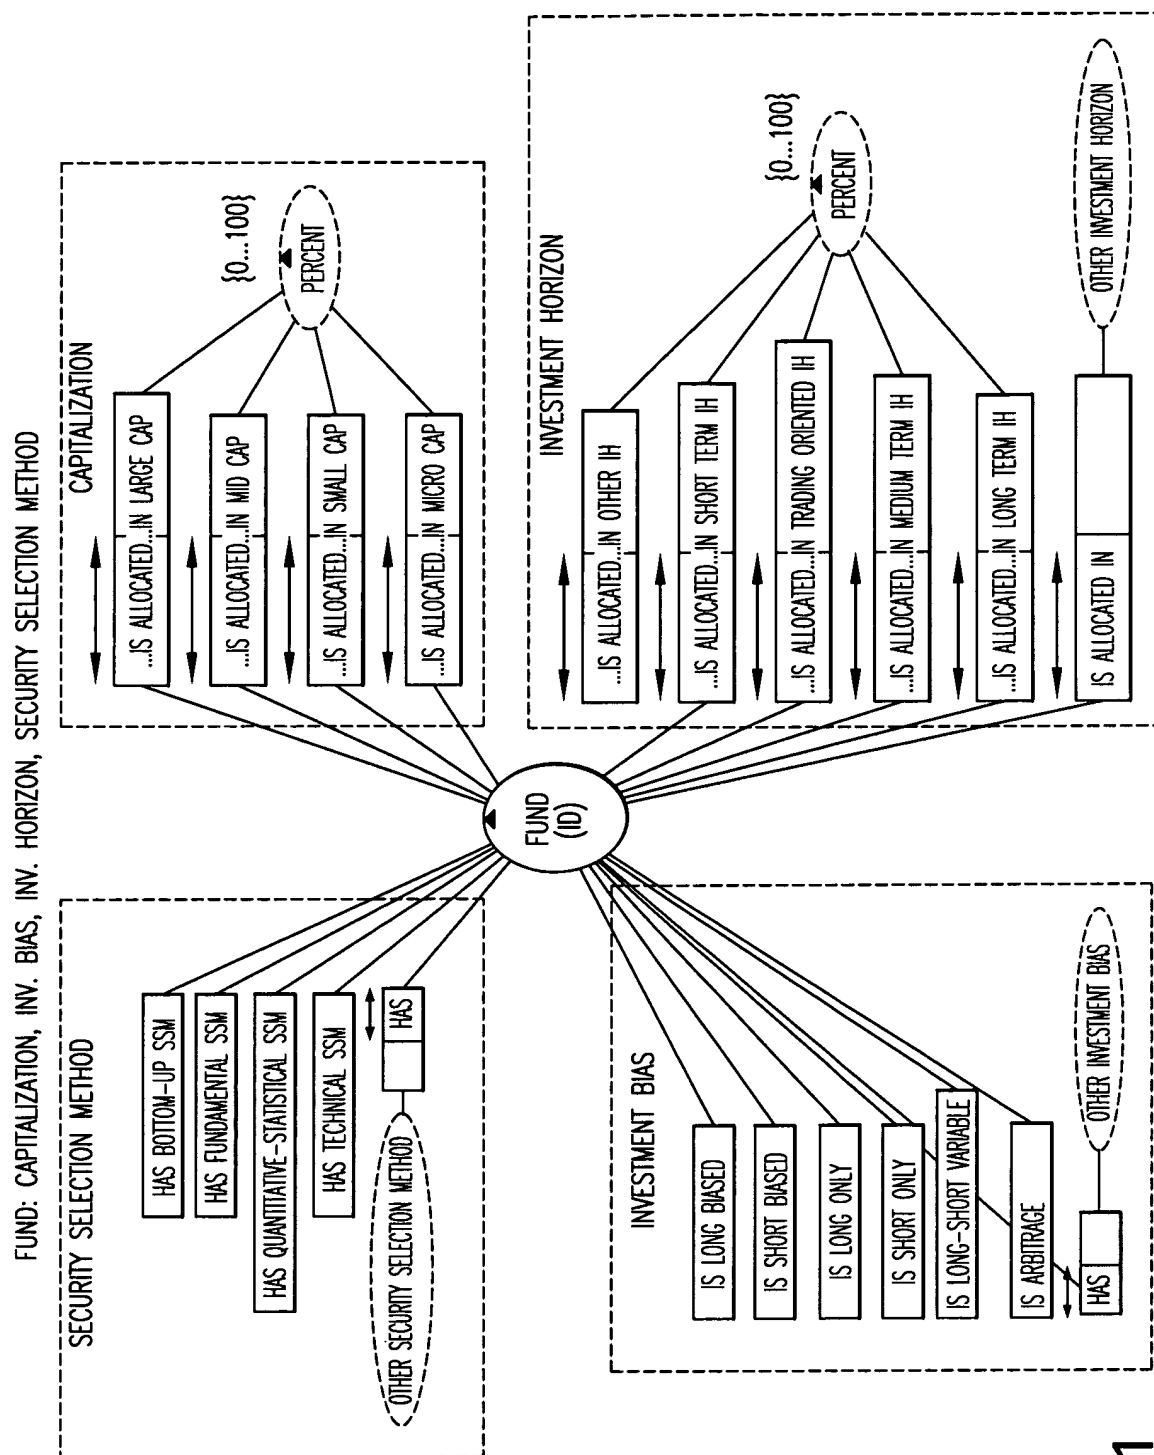 FUND: CAPITALIZATION, INV. BIAS, INV. HORIZON, SECURITY SELECTION METHOD
SECURITY SELECTION METHOD
HAS BOTTOM-UP SSM
HAS FUNDAMENTAL SSM
HAS QUANTITATIVE-STATISTICAL SSM
HAS TECHNICAL SSM
HAS
OTHER SECURITY SELECTION METHOD
CAPITALIZATION
...IS ALLOCATED...IN LARGE CAP
...IS ALLOCATED...IN MID CAP
...IS ALLOCATED...IN SMALL CAP
...IS ALLOCATED...IN MICRO CAP
{0...100}
PERCENT
FUND
(ID)
INVESTMENT BIAS
IS LONG BIASED
IS SHORT BIASED
IS LONG ONLY
IS SHORT ONLY
IS LONG-SHORT VARIABLE
IS ARBITRAGE
HAS
OTHER INVESTMENT BIAS
INVESTMENT HORIZON
...IS ALLOCATED...IN OTHER IH
...IS ALLOCATED...IN SHORT TERM IH
...IS ALLOCATED...IN TRADING ORIENTED IH
...IS ALLOCATED...IN MEDIUM TERM IH
...IS ALLOCATED...IN LONG TERM IH
IS ALLOCATED IN
{0...100}
PERCENT
OTHER INVESTMENT HORIZON
1